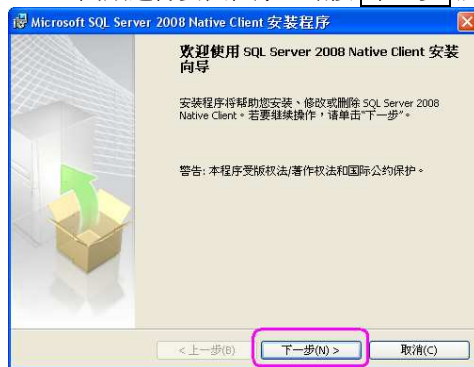 Microsoft SQL Server 2008 Native Client 安装程序
欢迎使用 SQL Server 2008 Native Client 安装
向导
安装程序将帮助您安装、修改或删除 SQL Server 2008
Native Client。若要继续操作，请单击"下一步"。
警告: 本程序受版权法/著作权法和国际公约保护。
< 上一步(B)
下一步(N) >
取消(C)